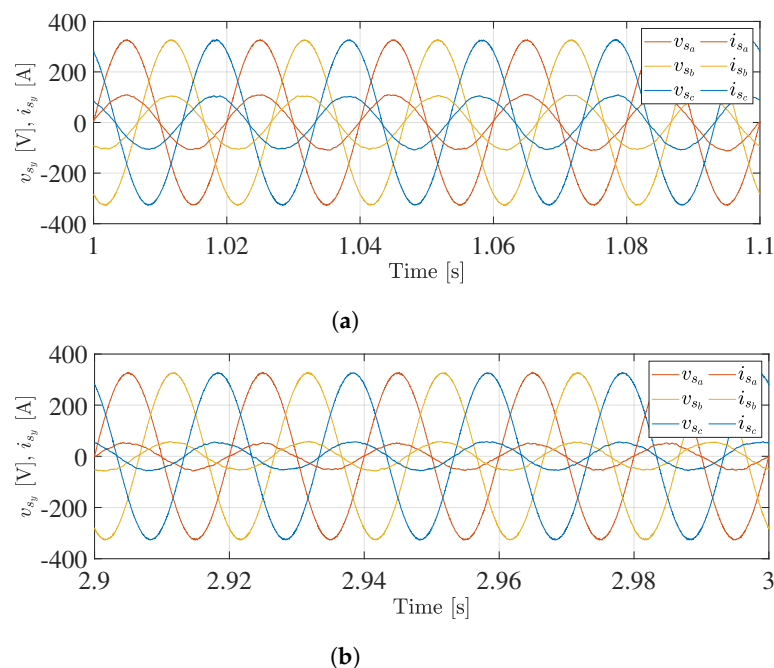 400
200
0
-200
-400
v_{s_y} [V], i_{s_y} [A]
v_{s_a} i_{s_a}
v_{s_b} i_{s_b}
v_{s_c} i_{s_c}
1 1.02 1.04 1.06 1.08 1.1
Time [s]
(a)
400
200
0
-200
-400
v_{s_y} [V], i_{s_y} [A]
v_{s_a} i_{s_a}
v_{s_b} i_{s_b}
v_{s_c} i_{s_c}
2.9 2.92 2.94 2.96 2.98 3
Time [s]
(b)